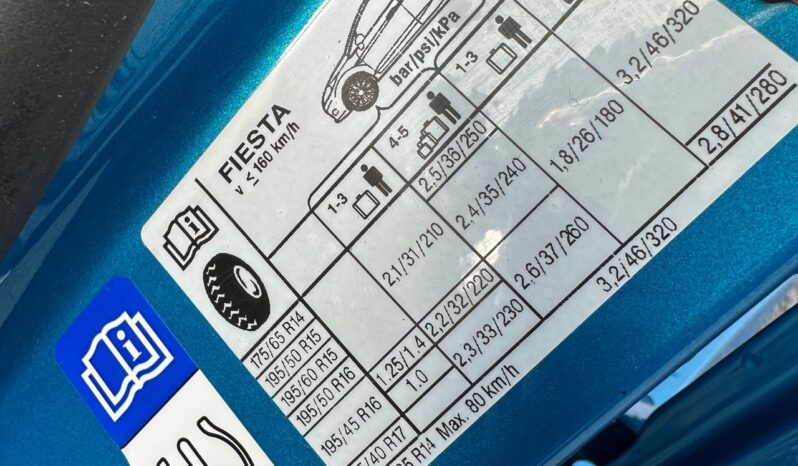 FIESTA
v ≤ 160 km/h
bar/psi/kPa
1-3
4-5
1-3
175/65 R14
195/50 R15
195/60 R15
195/50 R16
2,1/31/210
2,5/36/250
2,4/35/240
1,8/26/180
3,2/46/320
2,8/41/280
195/45 R16
1.25/1.4
2,2/32/220
2,6/37/260
1.0
2,3/33/230
/40 R17
3,2/46/320
R14
Max. 80 km/h